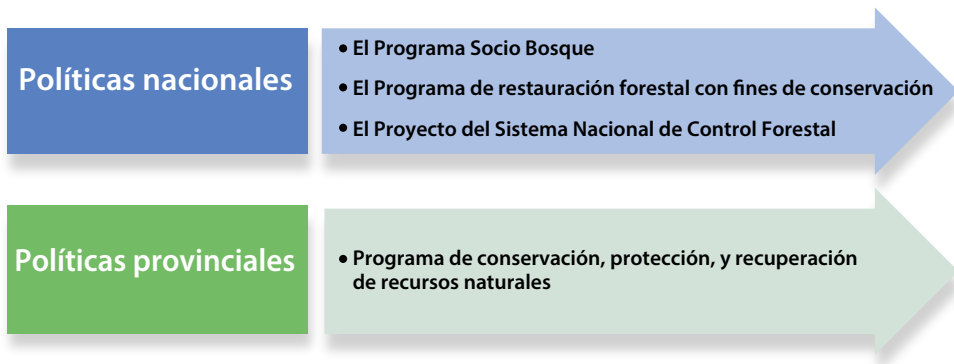 Políticas nacionales
• El Programa Socio Bosque
• El Programa de restauración forestal con fines de conservación
• El Proyecto del Sistema Nacional de Control Forestal
Políticas provinciales
• Programa de conservación, protección, y recuperación
de recursos naturales